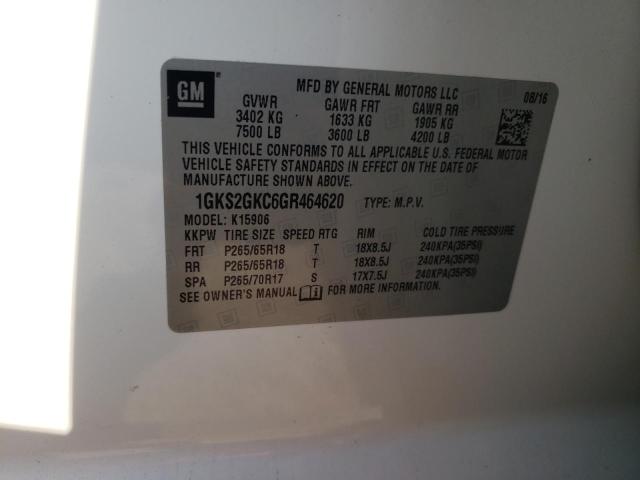 GM
MFD BY GENERAL MOTORS LLC 08/16
GVWR GAWR FRT GAWR RR
3402 KG 1633 KG 1905 KG
7500 LB 3600 LB 4200 LB
THIS VEHICLE CONFORMS TO ALL APPLICABLE U.S. FEDERAL MOTOR
VEHICLE SAFETY STANDARDS IN EFFECT ON THE DATE OF
MANUFACTURE SHOWN ABOVE.
1GKS2GKC6GR464620 TYPE: M.P.V.
MODEL: K15906
KKPW TIRE SIZE SPEED RTG RIM COLD TIRE PRESSURE
FRT P265/65R18 T 18X8.5J 240KPA(35PSI)
RR P265/65R18 T 18X8.5J 240KPA(35PSI)
SPA P265/70R17 S 17X7.5J 240KPA(35PSI)
SEE OWNER'S MANUAL FOR MORE INFORMATION.